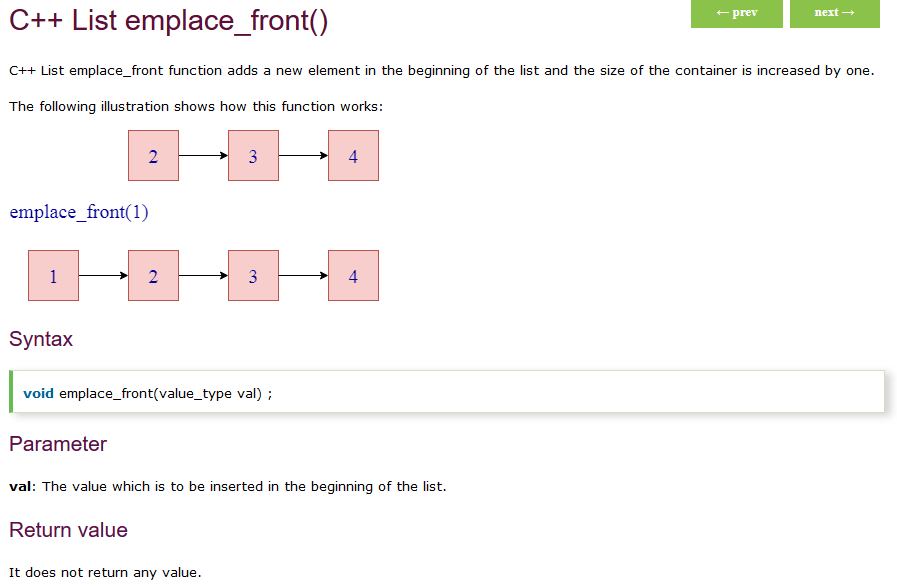 C++ List emplace_front()
← prev
next →
C++ List emplace_front function adds a new element in the beginning of the list and the size of the container is increased by one.
The following illustration shows how this function works:
2 3 4
emplace_front(1)
1 2 3 4
Syntax
void emplace_front(value_type val) ;
Parameter
val: The value which is to be inserted in the beginning of the list.
Return value
It does not return any value.